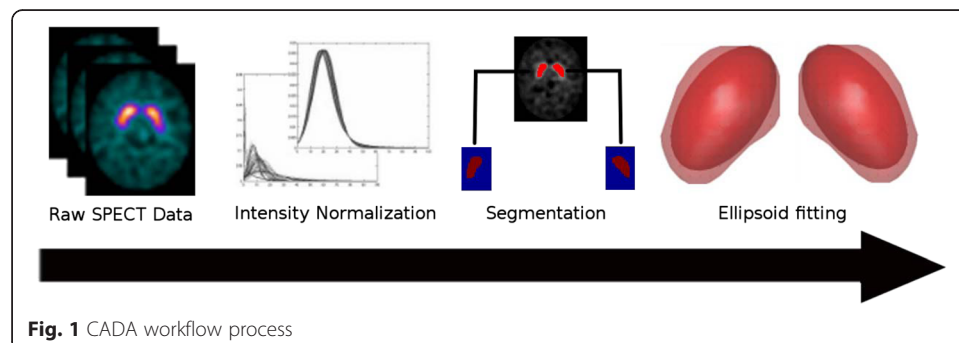 Raw SPECT Data
Intensity Normalization
Segmentation
Ellipsoid fitting
Fig. 1 CADA workflow process